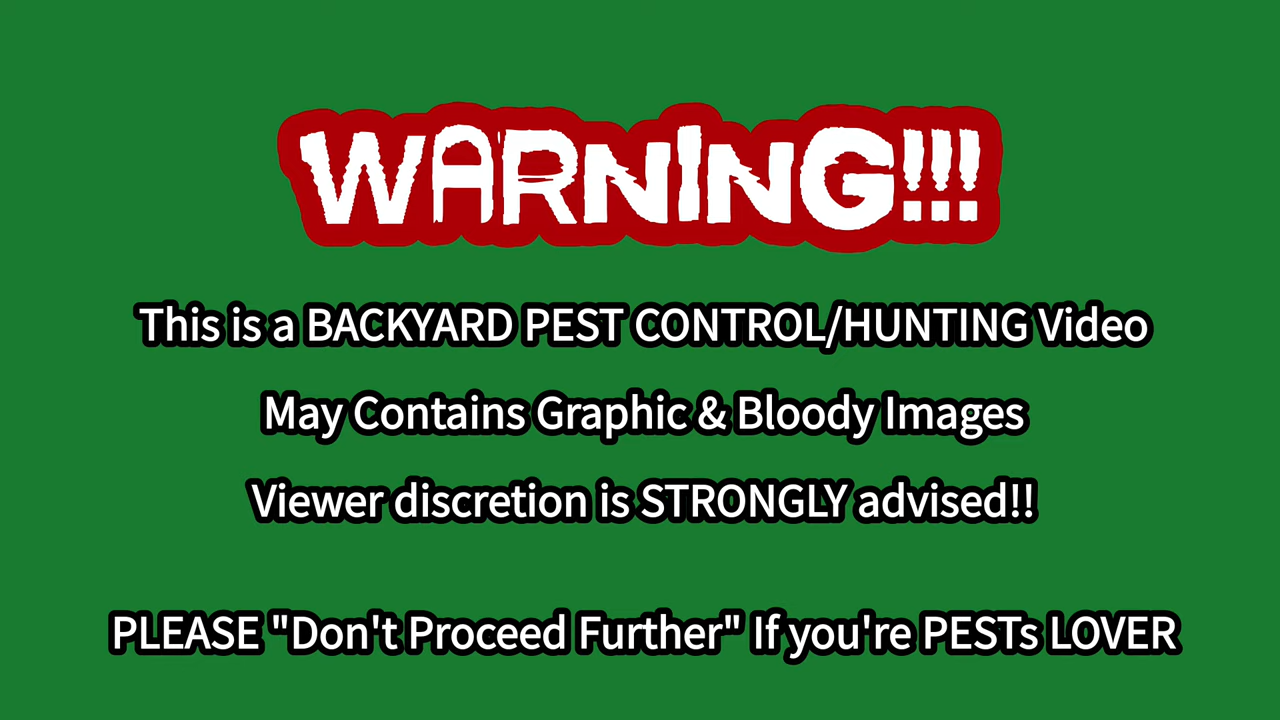 WARNING!!!
This is a BACKYARD PEST CONTROL/HUNTING Video
May Contains Graphic & Bloody Images
Viewer discretion is STRONGLY advised!!
PLEASE "Don't Proceed Further" If you're PESTs LOVER